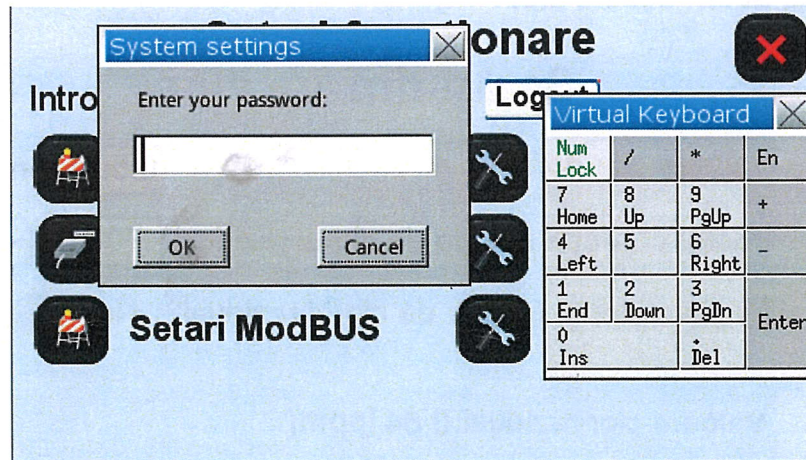 System settings
onare
Intro
Enter your password:
Logout
Virtual Keyboard
Num Lock
/
*
En
7 Home
8 Up
9 PgUp
+
OK
Cancel
4 Left
5
6 Right
-
Setari ModBUS
1 End
2 Down
3 PgDn
Enter
0 Ins
. Del